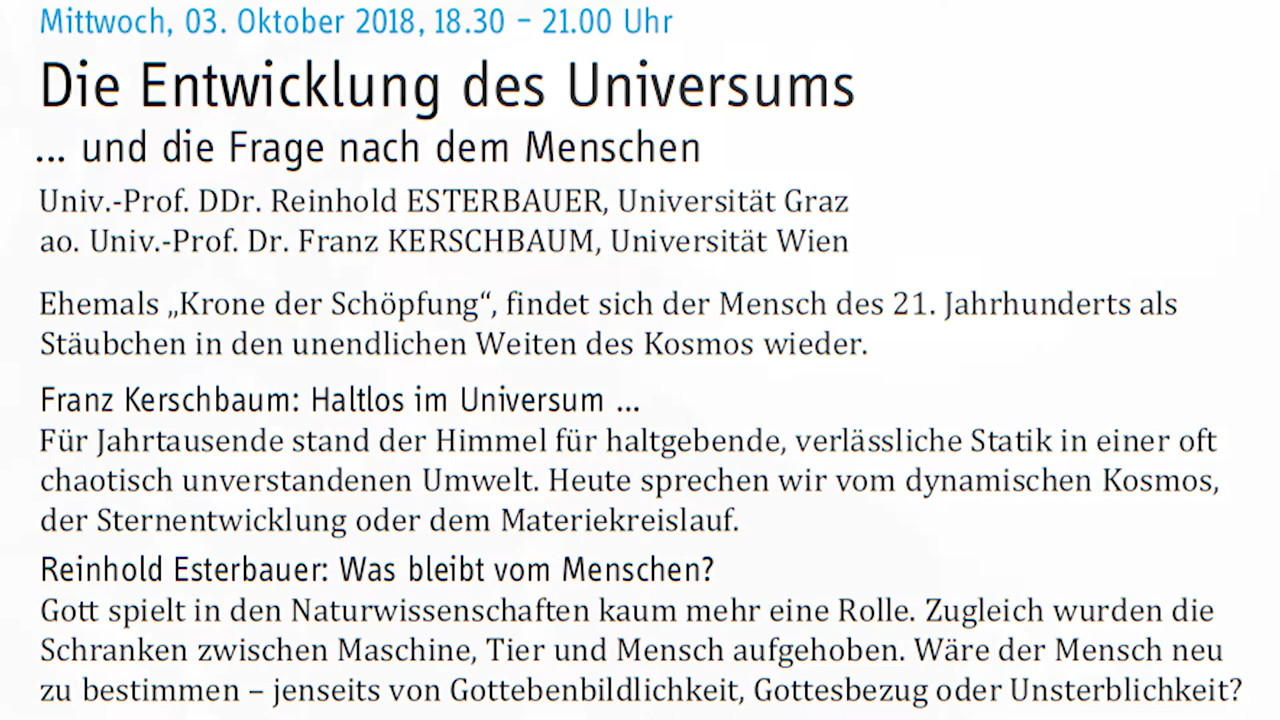 Mittwoch, 03. Oktober 2018, 18.30 – 21.00 Uhr
Die Entwicklung des Universums
... und die Frage nach dem Menschen
Univ.-Prof. DDr. Reinhold ESTERBAUER, Universität Graz
ao. Univ.-Prof. Dr. Franz KERSCHBAUM, Universität Wien
Ehemals „Krone der Schöpfung“, findet sich der Mensch des 21. Jahrhunderts als
Stäubchen in den unendlichen Weiten des Kosmos wieder.
Franz Kerschbaum: Haltlos im Universum ...
Für Jahrtausende stand der Himmel für haltgebende, verlässliche Statik in einer oft
chaotisch unverstandenen Umwelt. Heute sprechen wir vom dynamischen Kosmos,
der Sternentwicklung oder dem Materiekreislauf.
Reinhold Esterbauer: Was bleibt vom Menschen?
Gott spielt in den Naturwissenschaften kaum mehr eine Rolle. Zugleich wurden die
Schranken zwischen Maschine, Tier und Mensch aufgehoben. Wäre der Mensch neu
zu bestimmen – jenseits von Gottebenbildlichkeit, Gottesbezug oder Unsterblichkeit?